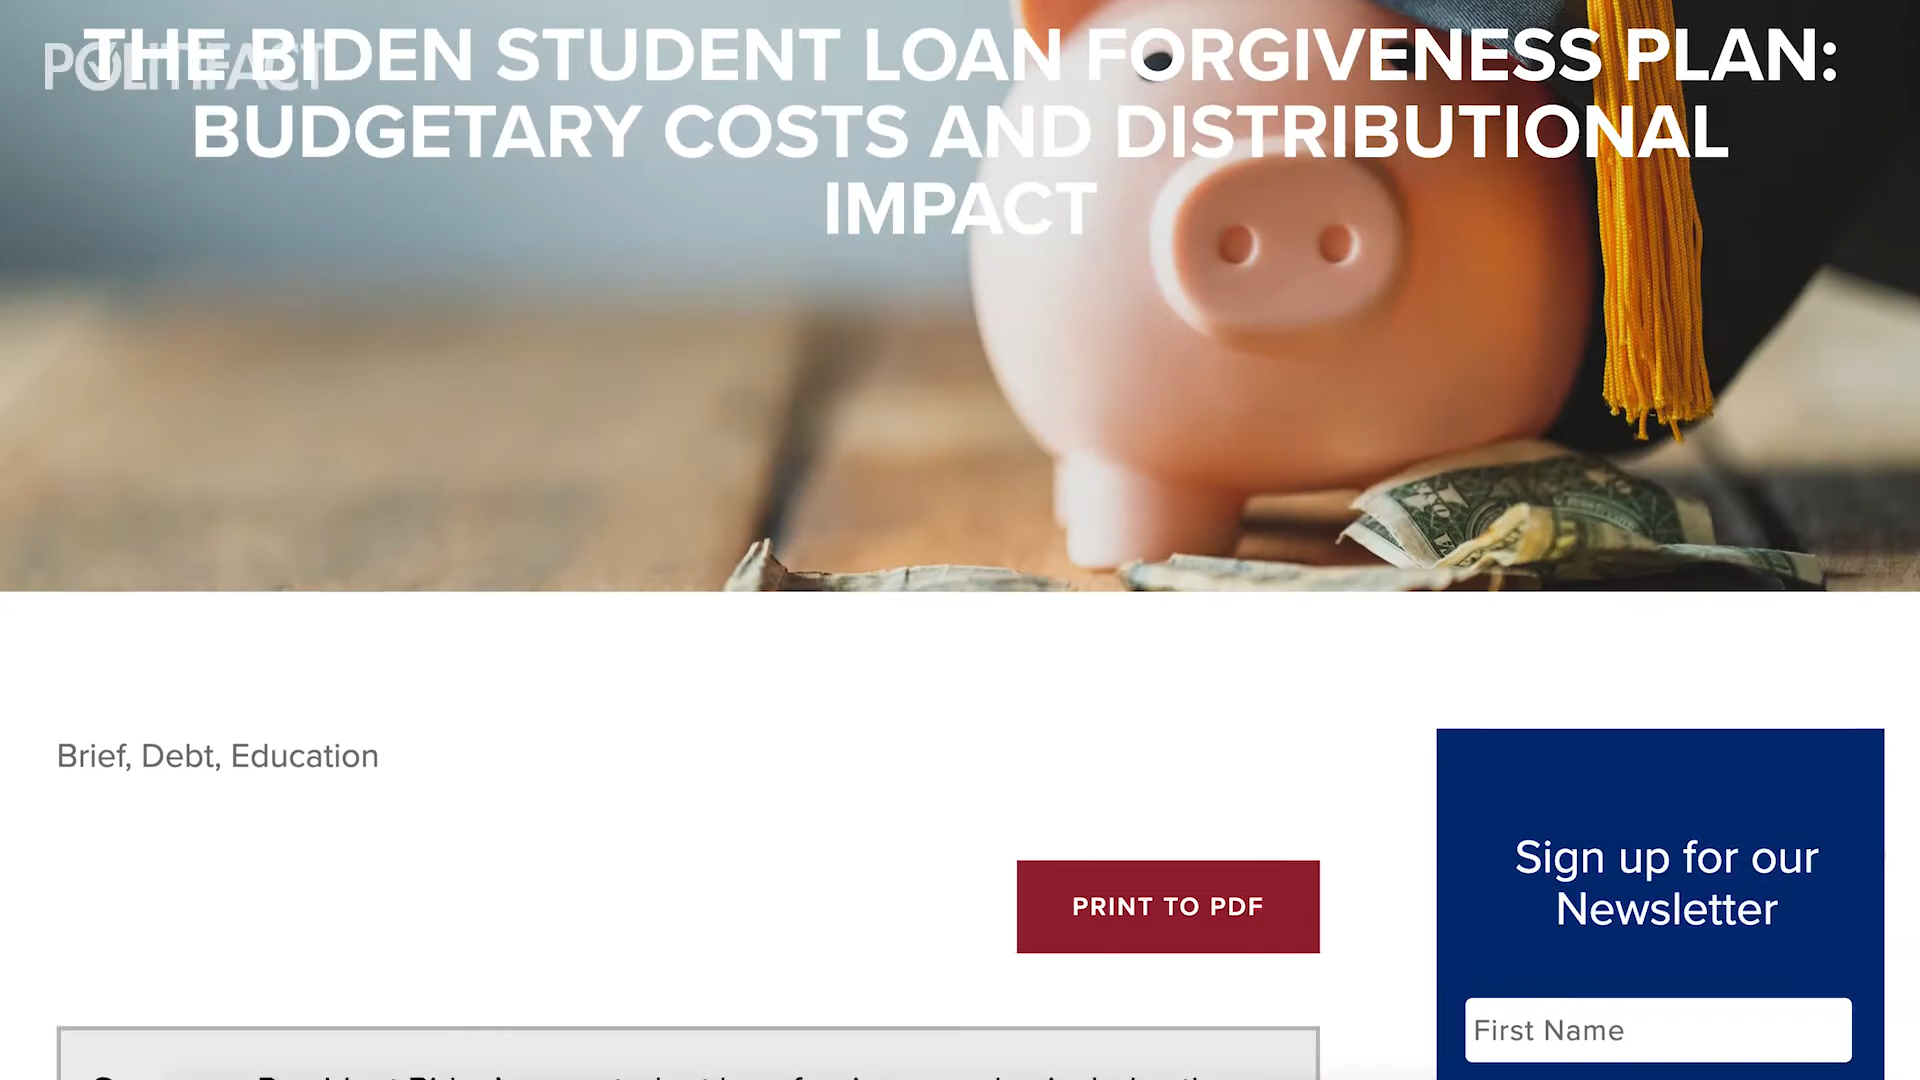 POLITIFACT
THE BIDEN STUDENT LOAN FORGIVENESS PLAN:
BUDGETARY COSTS AND DISTRIBUTIONAL
IMPACT
Brief, Debt, Education
PRINT TO PDF
Sign up for our
Newsletter
First Name